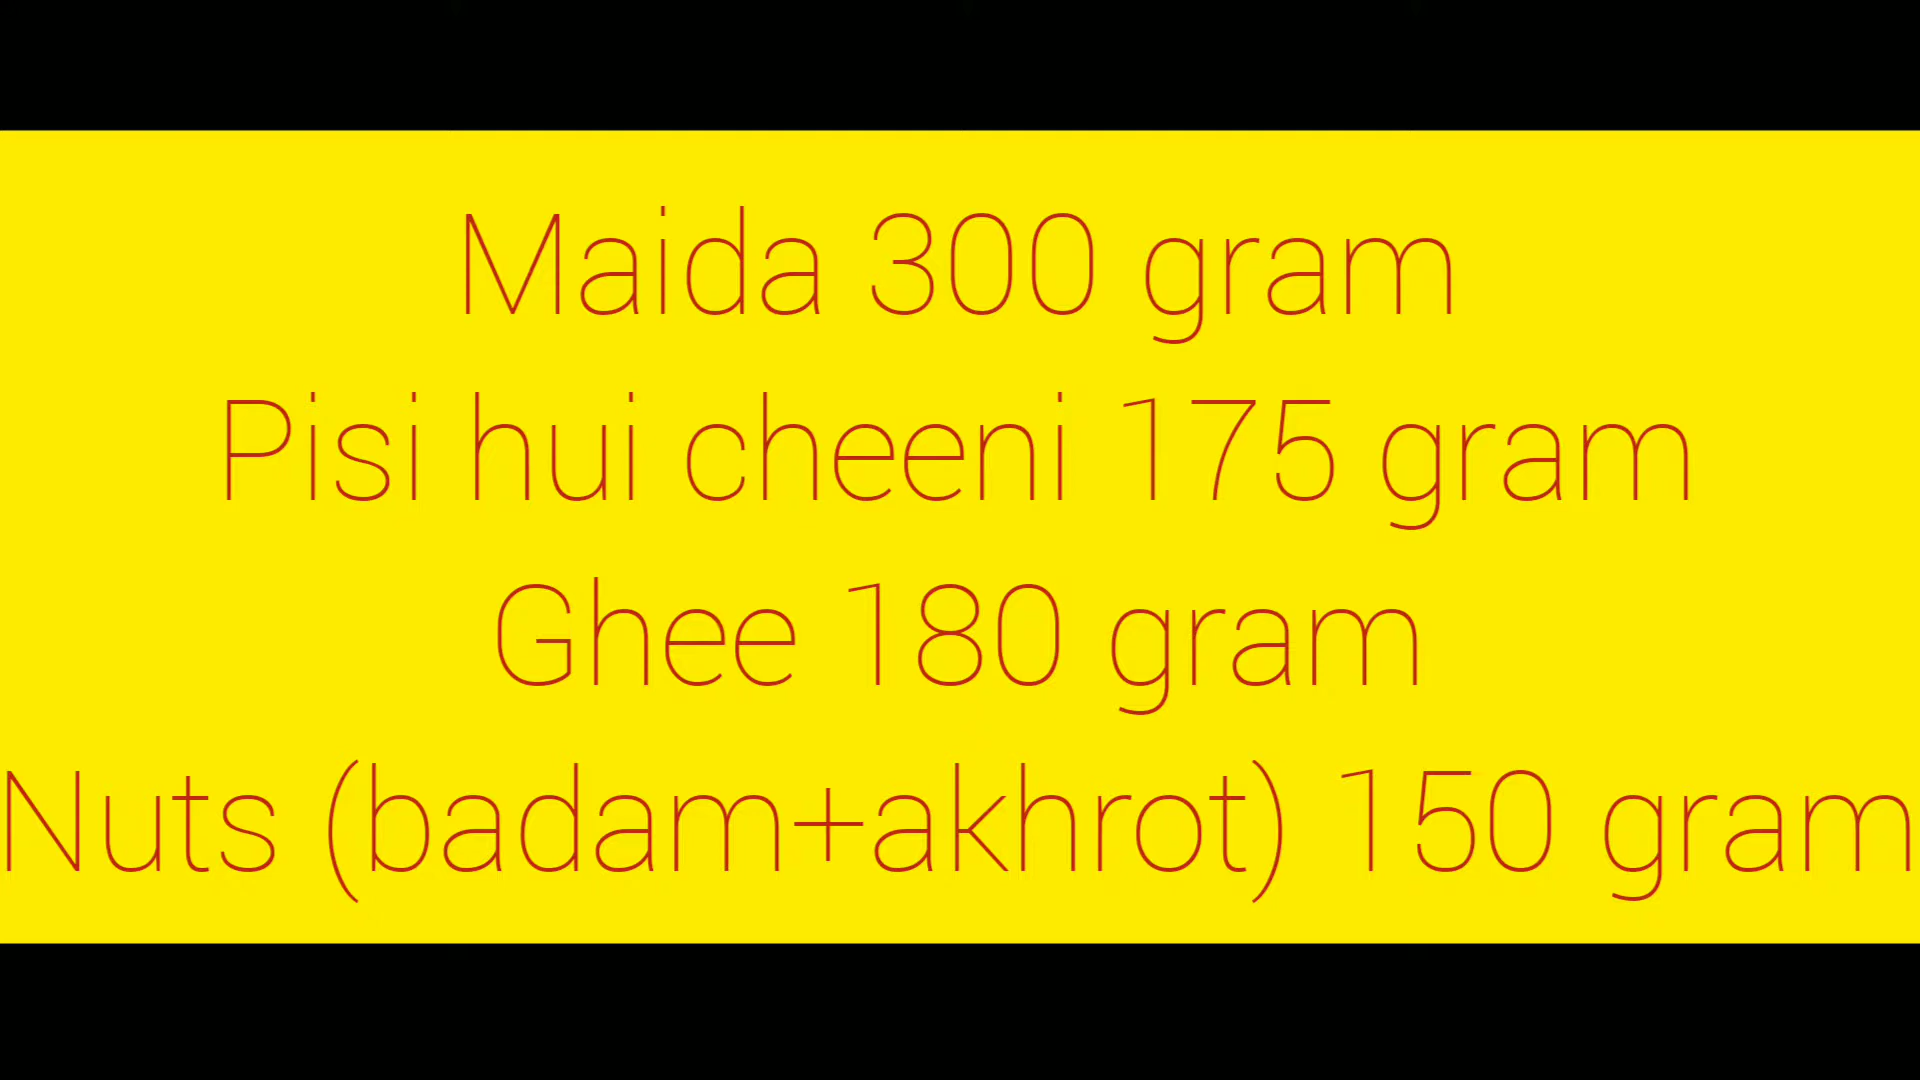 Maida 300 gram
Pisi hui cheeni 175 gram
Ghee 180 gram
Nuts (badam+akhrot) 150 gram